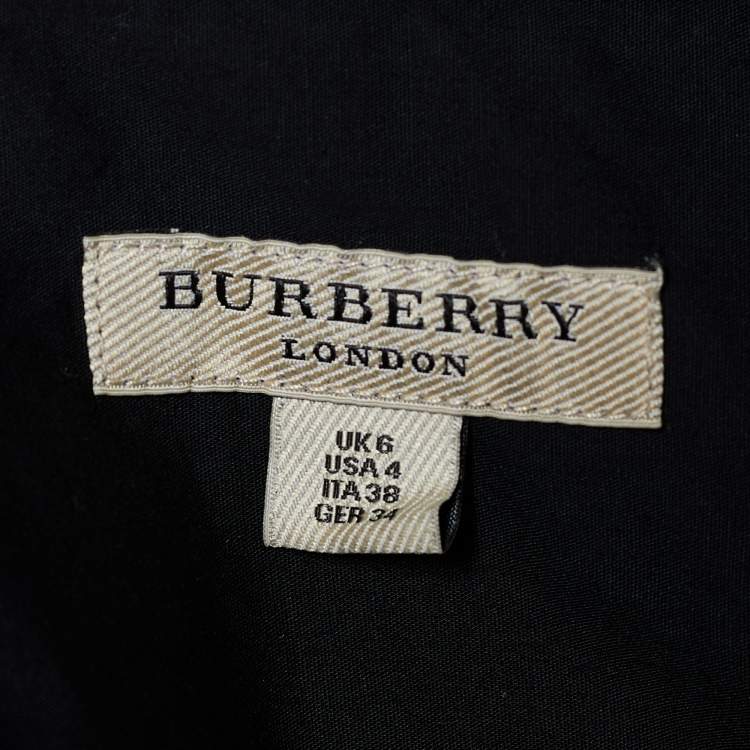 BURBERRY
LONDON
UK 6
USA 4
ITA 38
GER 34